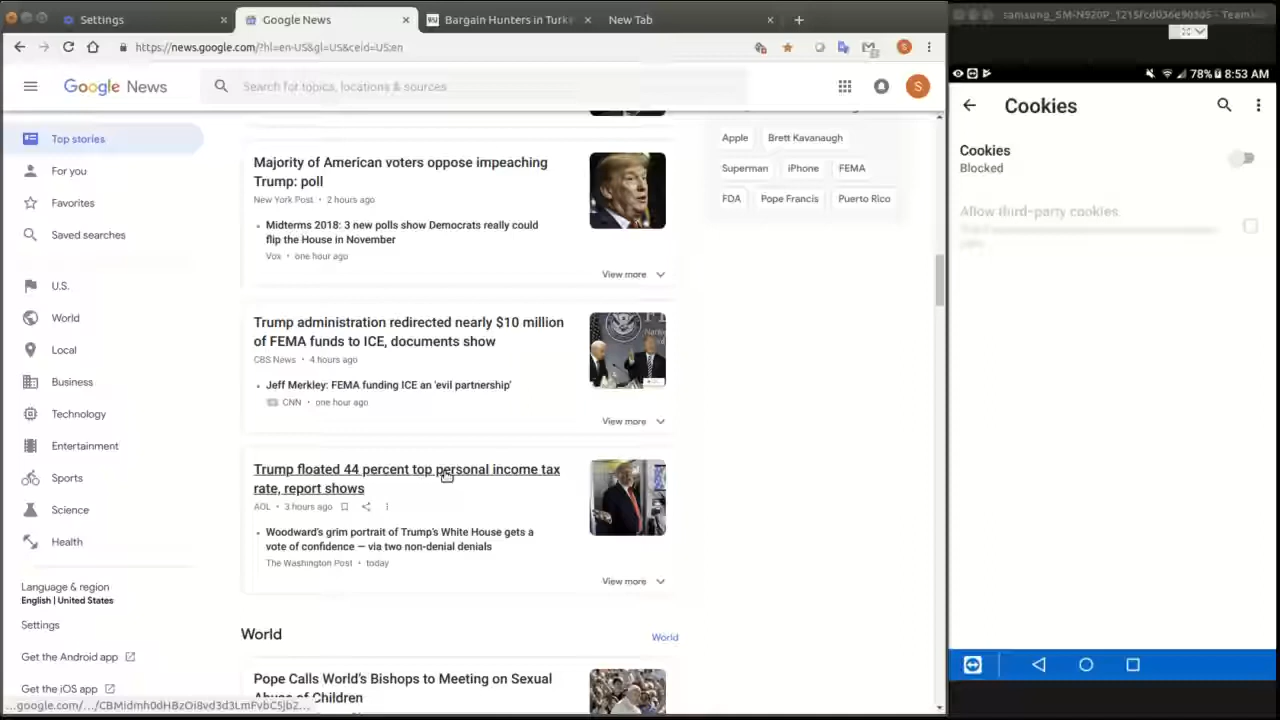 Settings
Google News
Bargain Hunters in Turk
New Tab
samsung_SM-N920P_1215/cd036e90305 - Team
https://news.google.com/?hl=en-US&gl=US&ceid=US:en
78% 8:53 AM
Google News
Search for topics, locations & sources
S
Cookies
Top stories
For you
Favorites
Saved searches
U.S.
World
Local
Business
Technology
Entertainment
Sports
Science
Health
Language & region
English | United States
Settings
Get the Android app
Get the iOS app
Majority of American voters oppose impeaching
Trump: poll
New York Post • 2 hours ago
Midterms 2018: 3 new polls show Democrats really could
flip the House in November
Vox • one hour ago
View more
Trump administration redirected nearly $10 million
of FEMA funds to ICE, documents show
CBS News • 4 hours ago
Jeff Merkley: FEMA funding ICE an 'evil partnership'
CNN • one hour ago
View more
Trump floated 44 percent top personal income tax
rate, report shows
AOL • 3 hours ago
Woodward's grim portrait of Trump's White House gets a
vote of confidence — via two non-denial denials
The Washington Post • today
View more
World
World
Pope Calls World's Bishops to Meeting on Sexual
Abuse of Children
Apple
Brett Kavanaugh
Superman
iPhone
FEMA
FDA
Pope Francis
Puerto Rico
Cookies
Blocked
Allow third-party cookies